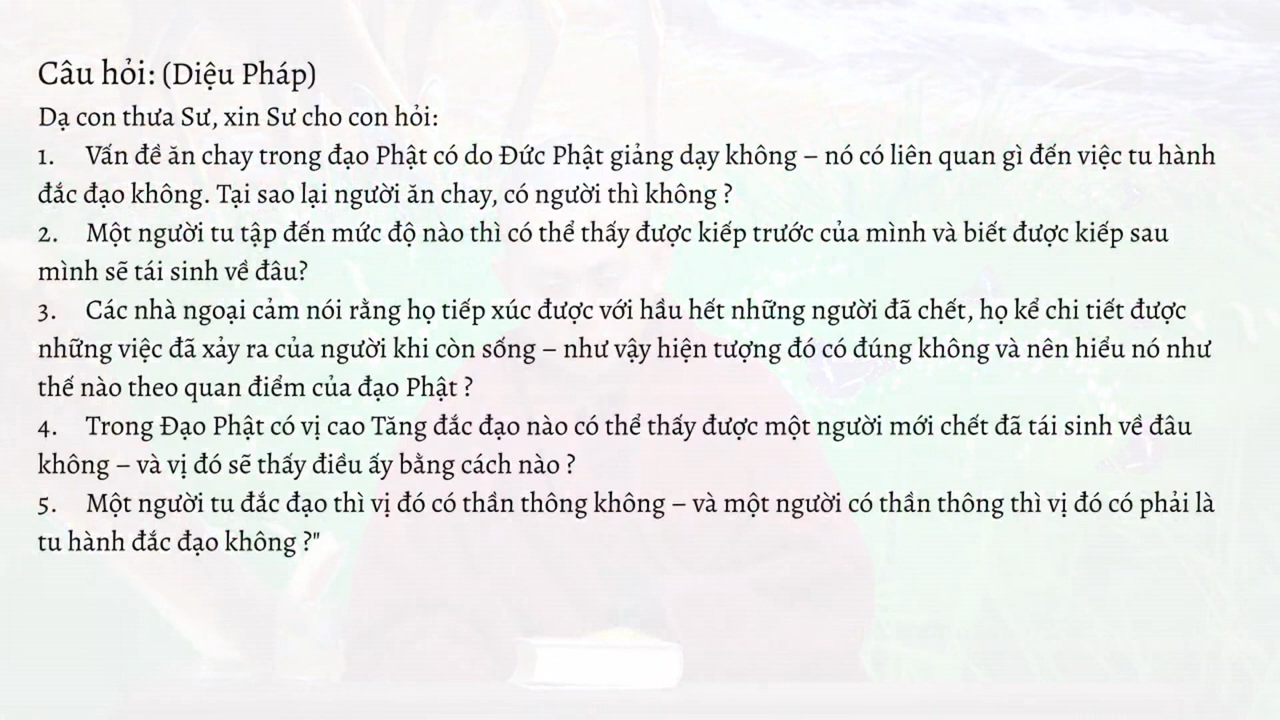 Câu hỏi: (Diệu Pháp)
Dạ con thưa Sư, xin Sư cho con hỏi:
1. Vấn đề ăn chay trong đạo Phật có do Đức Phật giảng dạy không – nó có liên quan gì đến việc tu hành
đắc đạo không. Tại sao lại người ăn chay, có người thì không ?
2. Một người tu tập đến mức độ nào thì có thể thấy được kiếp trước của mình và biết được kiếp sau
mình sẽ tái sinh về đâu?
3. Các nhà ngoại cảm nói rằng họ tiếp xúc được với hầu hết những người đã chết, họ kể chi tiết được
những việc đã xảy ra của người khi còn sống – như vậy hiện tượng đó có đúng không và nên hiểu nó như
thế nào theo quan điểm của đạo Phật ?
4. Trong Đạo Phật có vị cao Tăng đắc đạo nào có thể thấy được một người mới chết đã tái sinh về đâu
không – và vị đó sẽ thấy điều ấy bằng cách nào ?
5. Một người tu đắc đạo thì vị đó có thần thông không – và một người có thần thông thì vị đó có phải là
tu hành đắc đạo không ?"